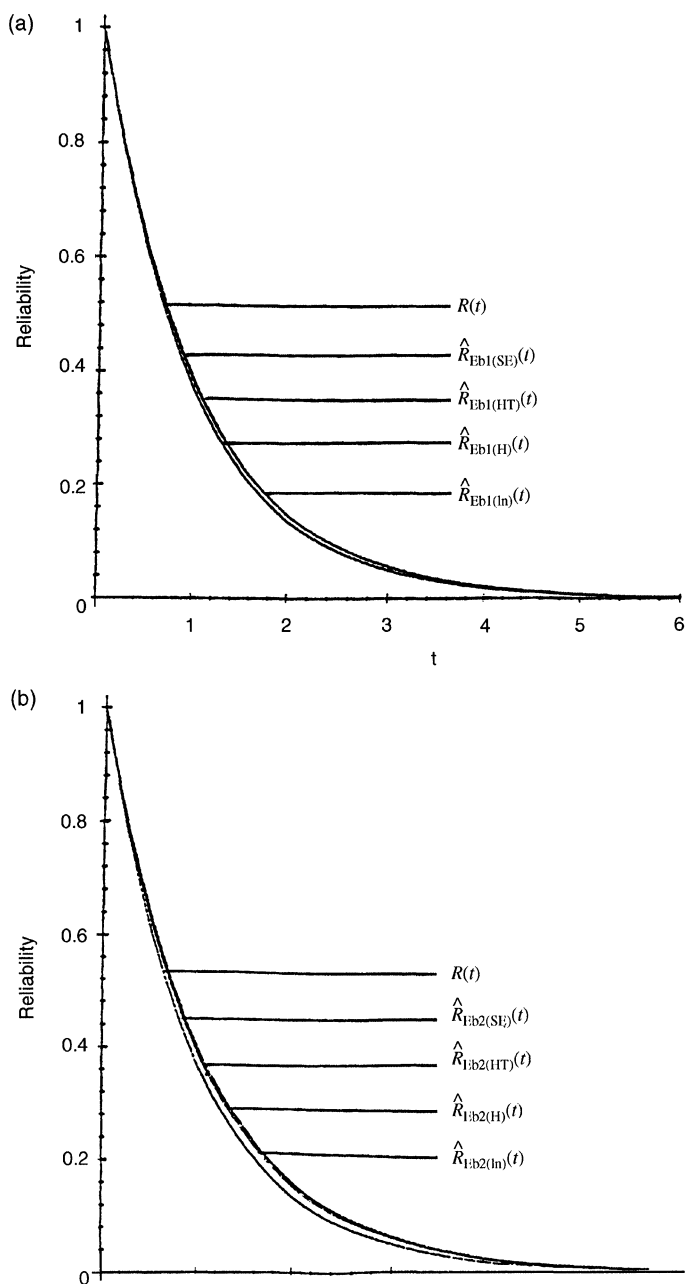 (a)
1
0.8
0.6
0.4
0.2
0
Reliability
R(t)
R̂Eb1(SE)(t)
R̂Eb1(HT)(t)
R̂Eb1(H)(t)
R̂Eb1(ln)(t)
1 2 3 4 5 6
t
(b)
1
0.8
0.6
0.4
0.2
0
Reliability
R(t)
R̂Eb2(SE)(t)
R̂Eb2(HT)(t)
R̂Eb2(H)(t)
R̂Eb2(ln)(t)